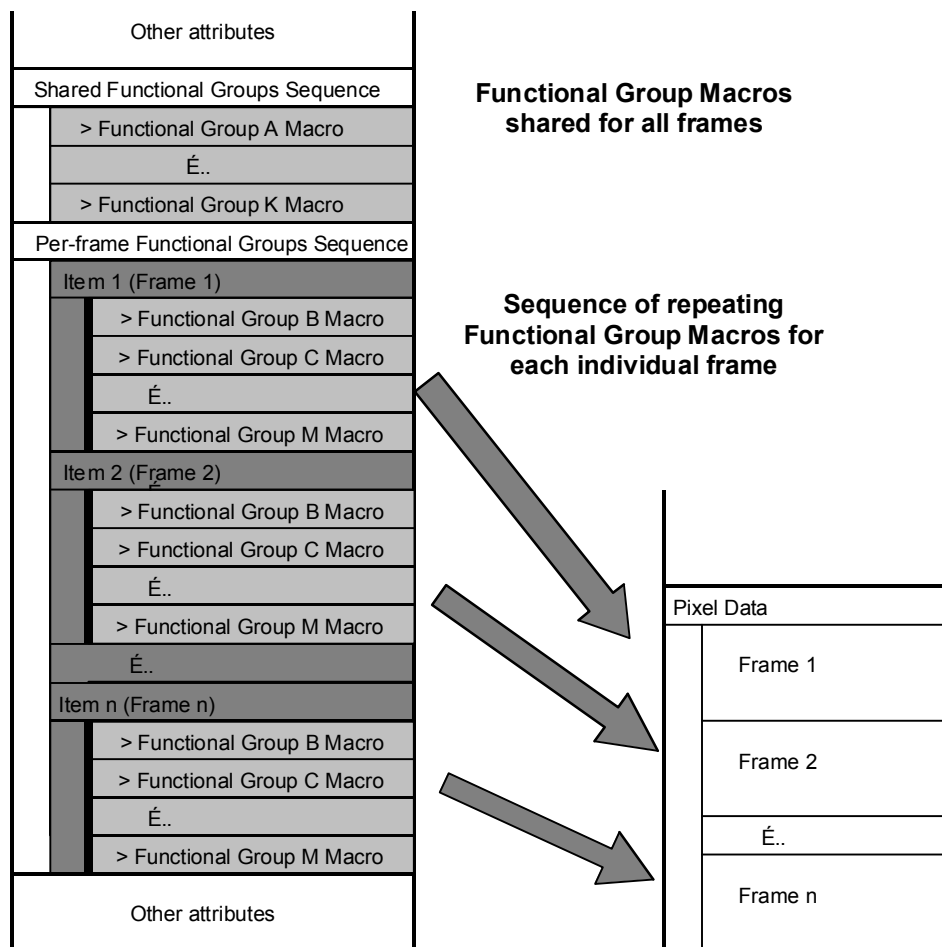 Other attributes
Shared Functional Groups Sequence
> Functional Group A Macro
É..
> Functional Group K Macro
Per-frame Functional Groups Sequence
Item 1 (Frame 1)
> Functional Group B Macro
> Functional Group C Macro
É..
> Functional Group M Macro
Item 2 (Frame 2)
É
> Functional Group B Macro
> Functional Group C Macro
É..
> Functional Group M Macro
É..
Item n (Frame n)
> Functional Group B Macro
> Functional Group C Macro
É..
> Functional Group M Macro
Other attributes
Functional Group Macros
shared for all frames
Sequence of repeating
Functional Group Macros for
each individual frame
Pixel Data
Frame 1
Frame 2
É..
Frame n